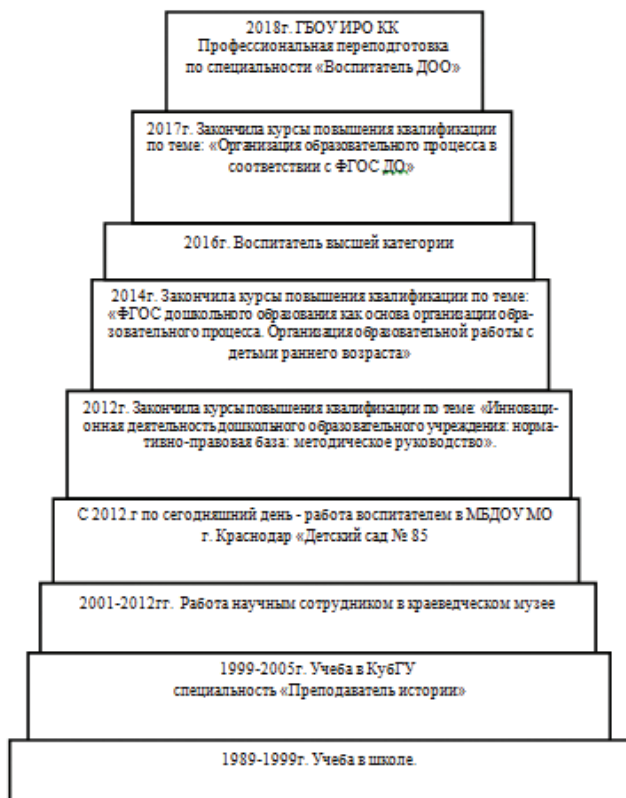 2018г. ГБОУ ИРО КК
Профессиональная переподготовка
по специальности «Воспитатель ДОО»
2017г. Закончила курсы повышения квалификации
по теме: «Организация образовательного процесса в
соответствии с ФГОС ДО»
2016г. Воспитатель высшей категории
2014г. Закончила курсы повышения квалификации по теме:
«ФГОС дошкольного образования как основа организации обра-
зовательного процесса. Организация образовательной работы с
детьми раннего возраста»
2012г. Закончила курсы повышения квалификации по теме: «Инноваци-
онная деятельность дошкольного образовательного учреждения: норма-
тивно-правовая база: методическое руководство».
С 2012.г по сегодняшний день - работа воспитателем в МБДОУ МО
г. Краснодар «Детский сад № 85
2001-2012гг. Работа научным сотрудником в краеведческом музее
1999-2005г. Учеба в КубГУ
специальность «Преподаватель истории»
1989-1999г. Учеба в школе.